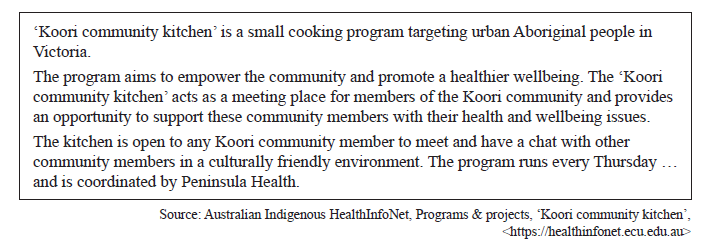 ‘Koori community kitchen’ is a small cooking program targeting urban Aboriginal people in
Victoria.
The program aims to empower the community and promote a healthier wellbeing. The ‘Koori
community kitchen’ acts as a meeting place for members of the Koori community and provides
an opportunity to support these community members with their health and wellbeing issues.
The kitchen is open to any Koori community member to meet and have a chat with other
community members in a culturally friendly environment. The program runs every Thursday …
and is coordinated by Peninsula Health.
Source: Australian Indigenous HealthInfoNet, Programs & projects, ‘Koori community kitchen’,
<https://healthinfonet.ecu.edu.au>